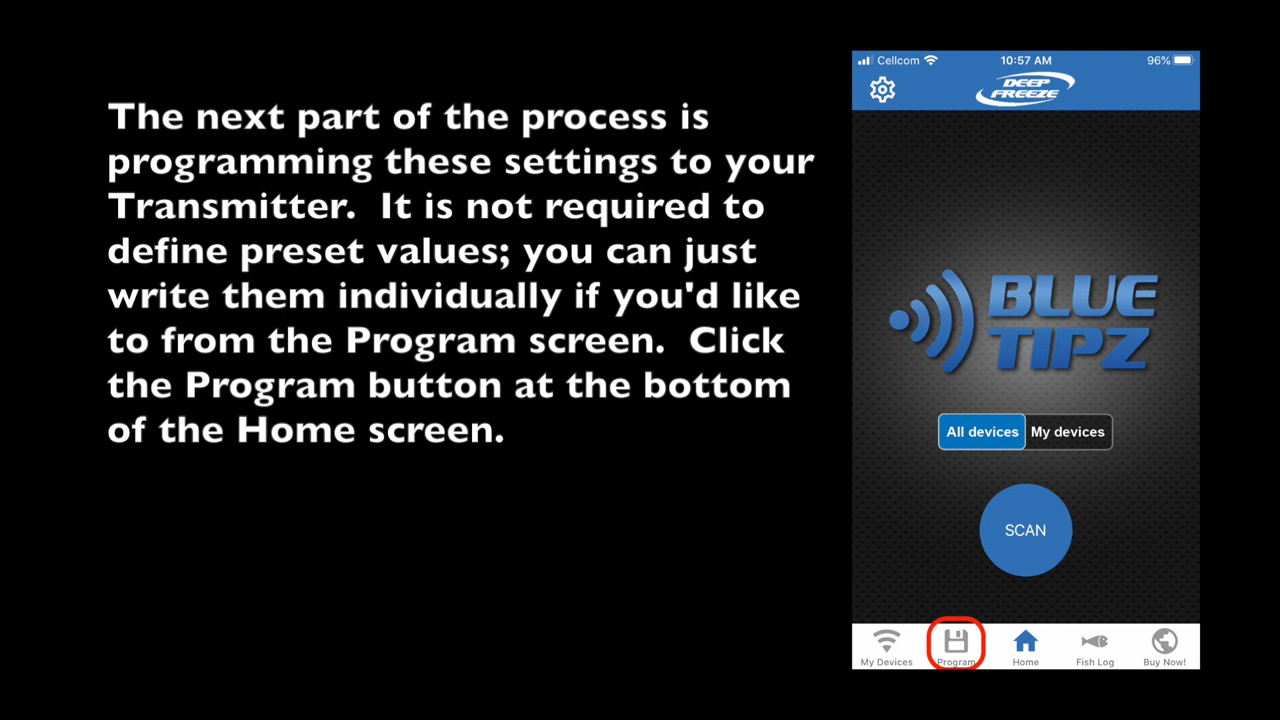 The next part of the process is
programming these settings to your
Transmitter.  It is not required to
define preset values; you can just
write them individually if you'd like
to from the Program screen.  Click
the Program button at the bottom
of the Home screen.
Cellcom 10:57 AM 96%
DEEP
FREEZE
BLUE
TIPZ
All devices My devices
SCAN
My Devices Program Home Fish Log Buy Now!